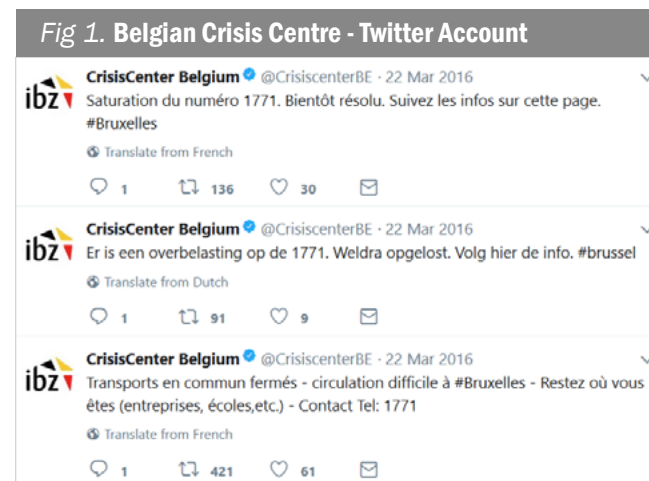 Fig 1. Belgian Crisis Centre - Twitter Account
ibz
CrisisCenter Belgium @CrisiscenterBE · 22 Mar 2016
Saturation du numéro 1771. Bientôt résolu. Suivez les infos sur cette page.
#Bruxelles
Translate from French
1 136 30
ibz
CrisisCenter Belgium @CrisiscenterBE · 22 Mar 2016
Er is een overbelasting op de 1771. Weldra opgelost. Volg hier de info. #brussel
Translate from Dutch
1 91 9
ibz
CrisisCenter Belgium @CrisiscenterBE · 22 Mar 2016
Transports en commun fermés - circulation difficile à #Bruxelles - Restez où vous
êtes (entreprises, écoles,etc.) - Contact Tel: 1771
Translate from French
1 421 61